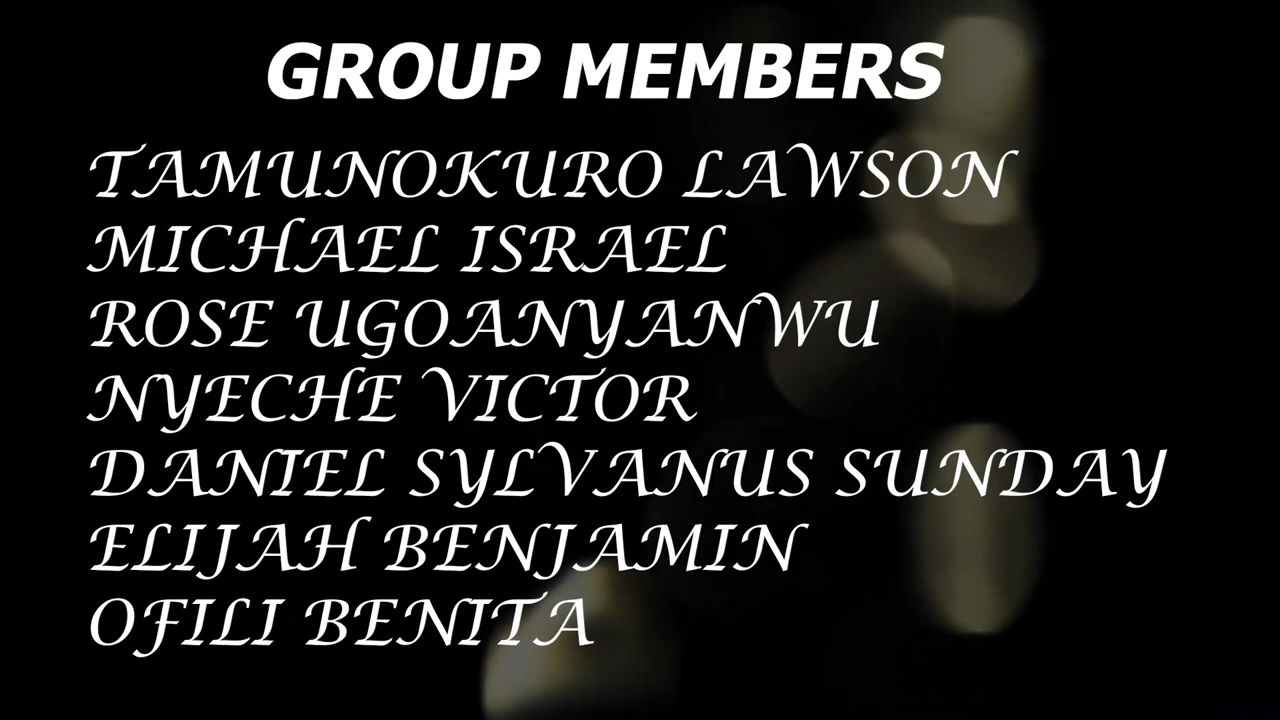 GROUP MEMBERS
TAMUNOKURO LAWSON
MICHAEL ISRAEL
ROSE UGOANYANWU
NYECHE VICTOR
DANIEL SYLVANUS SUNDAY
ELIJAH BENJAMIN
OFILI BENITA